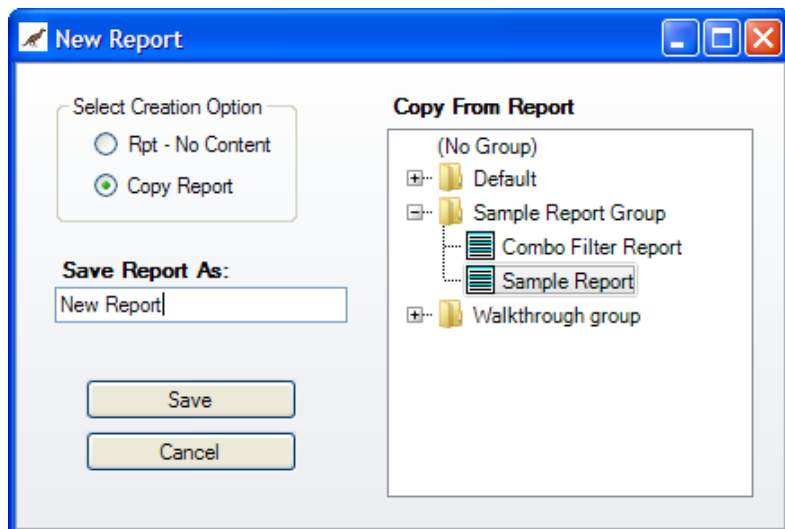 New Report
Select Creation Option
Rpt - No Content
Copy Report
Save Report As:
New Report
Save
Cancel
Copy From Report
(No Group)
Default
Sample Report Group
Combo Filter Report
Sample Report
Walkthrough group